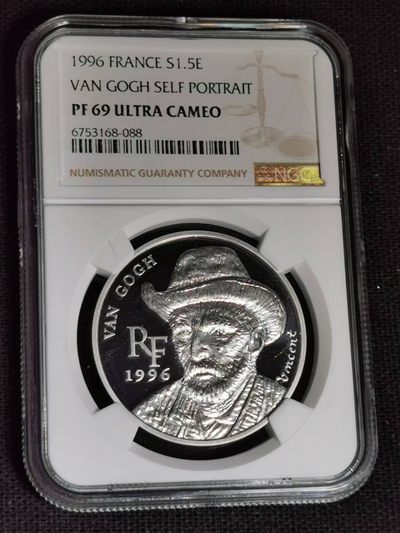 1996 FRANCE S1.5E
VAN GOGH SELF PORTRAIT
PF 69 ULTRA CAMEO
6753168-088
NUMISMATIC GUARANTY COMPANY
NGC
VAN GOGH
RF
1996
Vincent